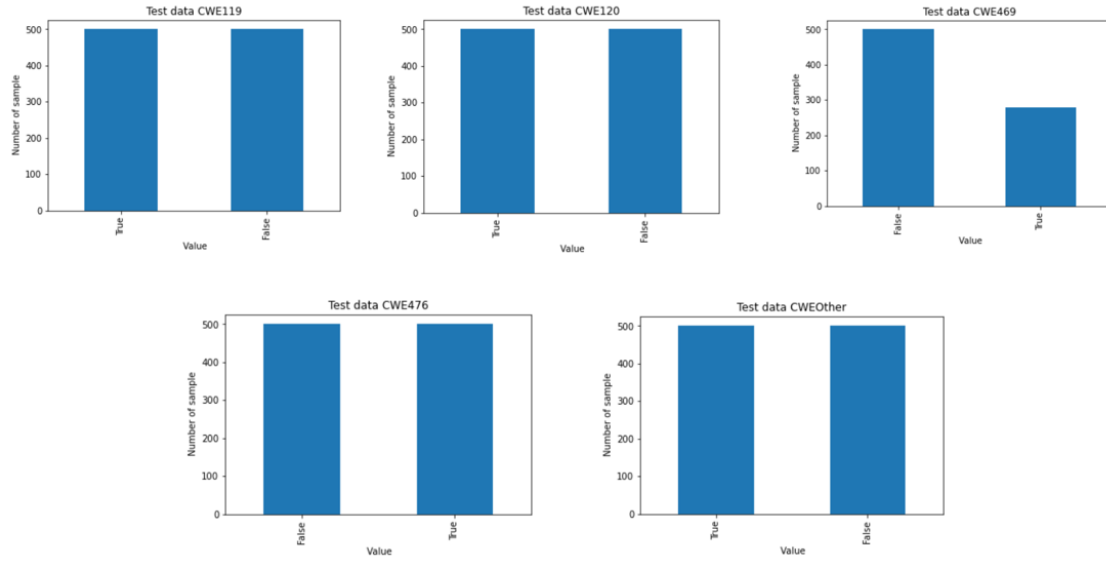 Test data CWE119
Number of sample
500
400
300
200
100
0
True
False
Value
Test data CWE120
Number of sample
500
400
300
200
100
0
True
False
Value
Test data CWE469
Number of sample
500
400
300
200
100
0
False
True
Value
Test data CWE476
Number of sample
500
400
300
200
100
0
False
True
Value
Test data CWEOther
Number of sample
500
400
300
200
100
0
True
False
Value